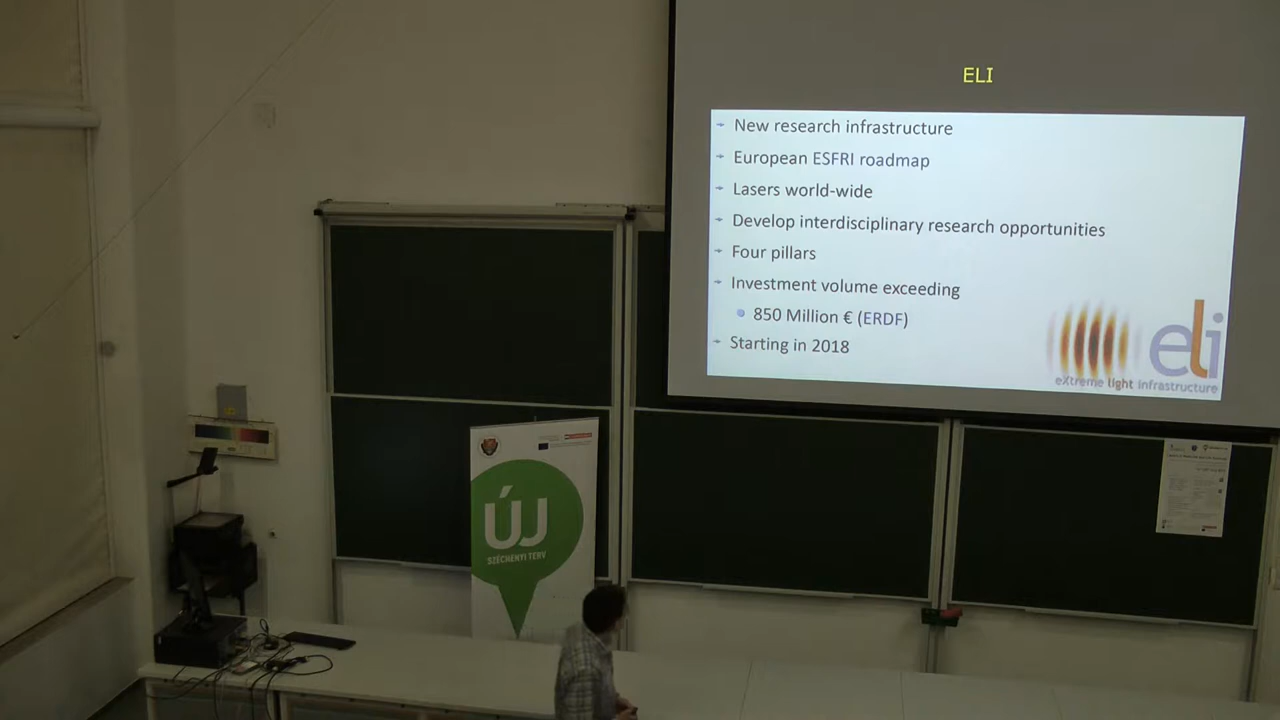 ELI
New research infrastructure
European ESFRI roadmap
Lasers world-wide
Develop interdisciplinary research opportunities
Four pillars
Investment volume exceeding
850 Million € (ERDF)
Starting in 2018
eli
eXtreme light infrastructure
ÚJ
SZÉCHENYI TERV